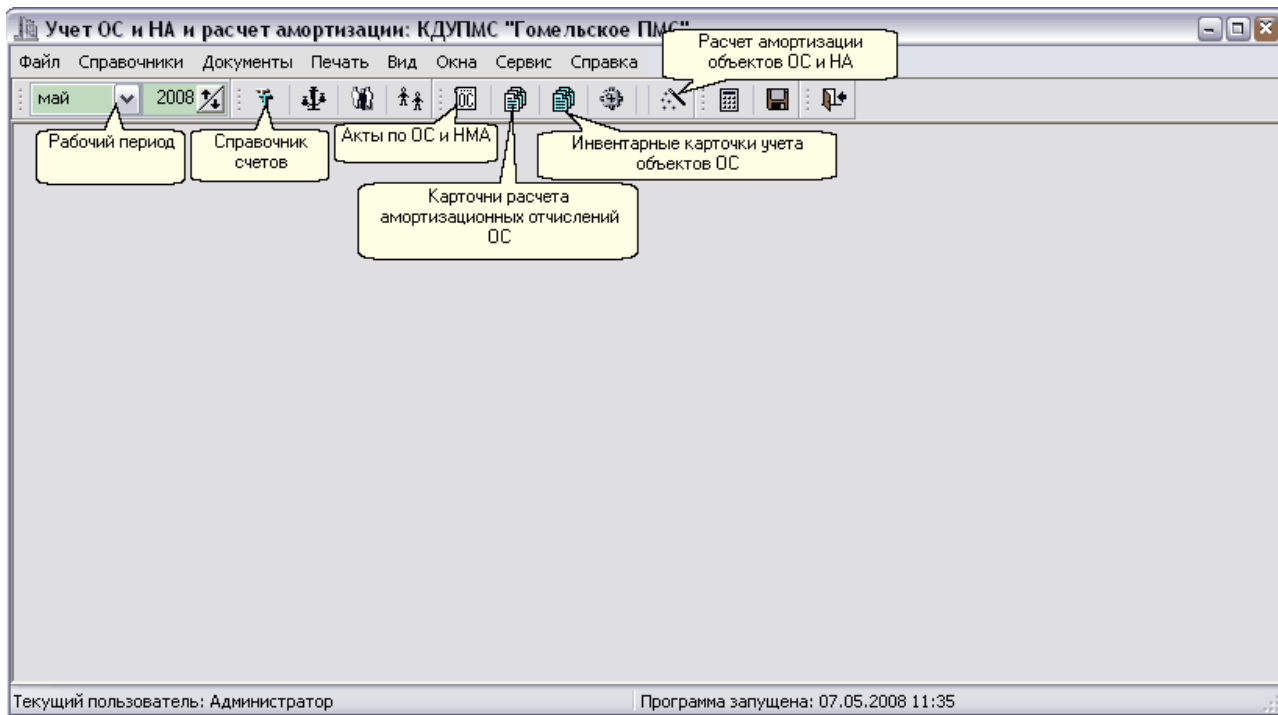 Учет ОС и НА и расчет амортизации: КДУПМС "Гомельское ПМС"
Расчет амортизации
объектов ОС и НА
Файл Справочники Документы Печать Вид Окна Сервис Справка
май 2008
ОС
Рабочий период
Справочник
счетов
Акты по ОС и НМА
Инвентарные карточки учета
объектов ОС
Карточни расчета
амортизационных отчислений
ОС
Текущий пользователь: Администратор
Программа запущена: 07.05.2008 11:35